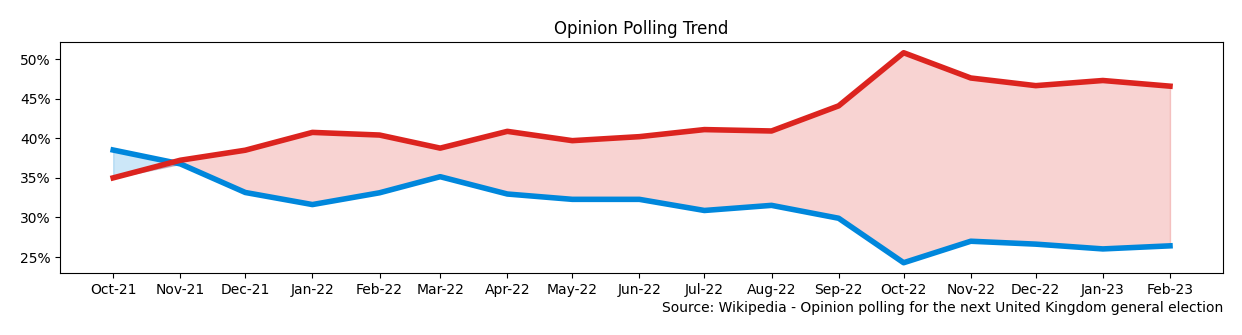 Opinion Polling Trend
50%
45%
40%
35%
30%
25%
Oct-21 Nov-21 Dec-21 Jan-22 Feb-22 Mar-22 Apr-22 May-22 Jun-22 Jul-22 Aug-22 Sep-22 Oct-22 Nov-22 Dec-22 Jan-23 Feb-23
Source: Wikipedia - Opinion polling for the next United Kingdom general election